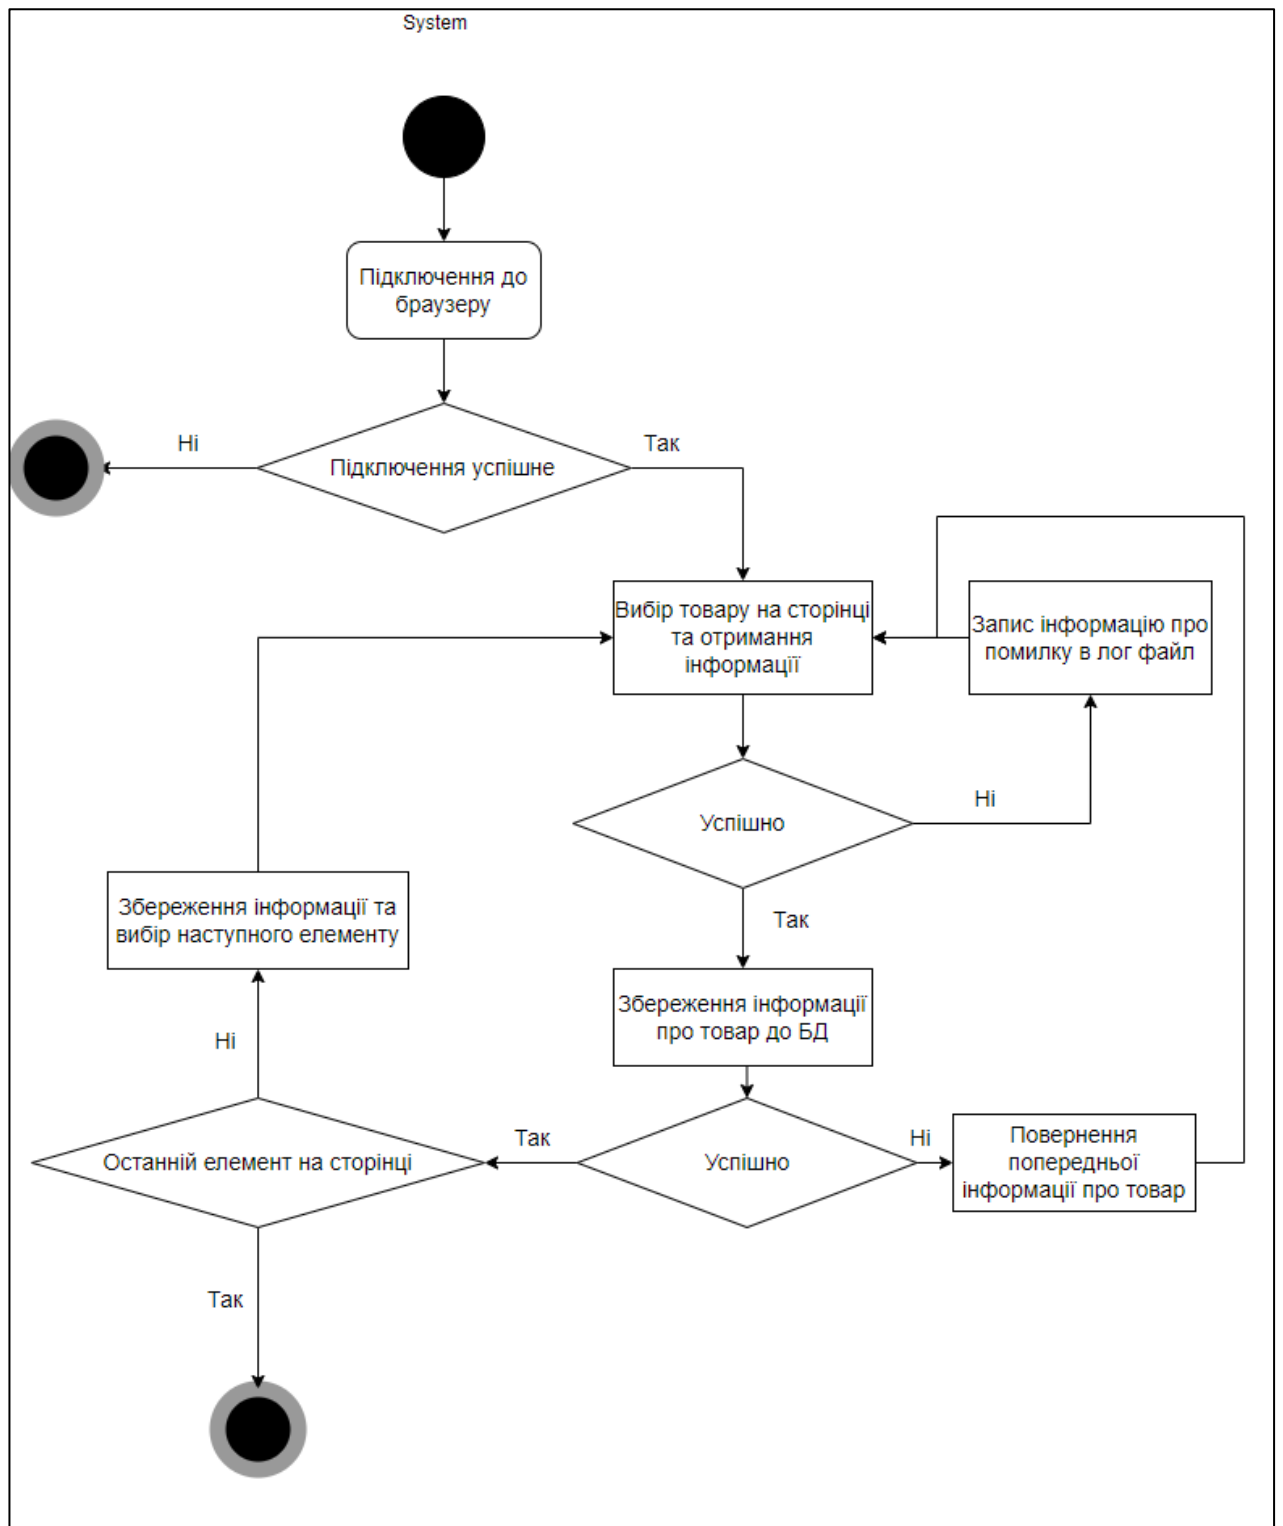 System
Підключення до
браузеру
Ні
Підключення успішне
Так
Вибір товару на сторінці
та отримання
інформації
Запис інформацію про
помилку в лог файл
Успішно
Ні
Так
Збереження інформації та
вибір наступного елементу
Збереження інформації
про товар до БД
Ні
Останній елемент на сторінці
Так
Успішно
Ні
Повернення
попередньої
інформації про товар
Так